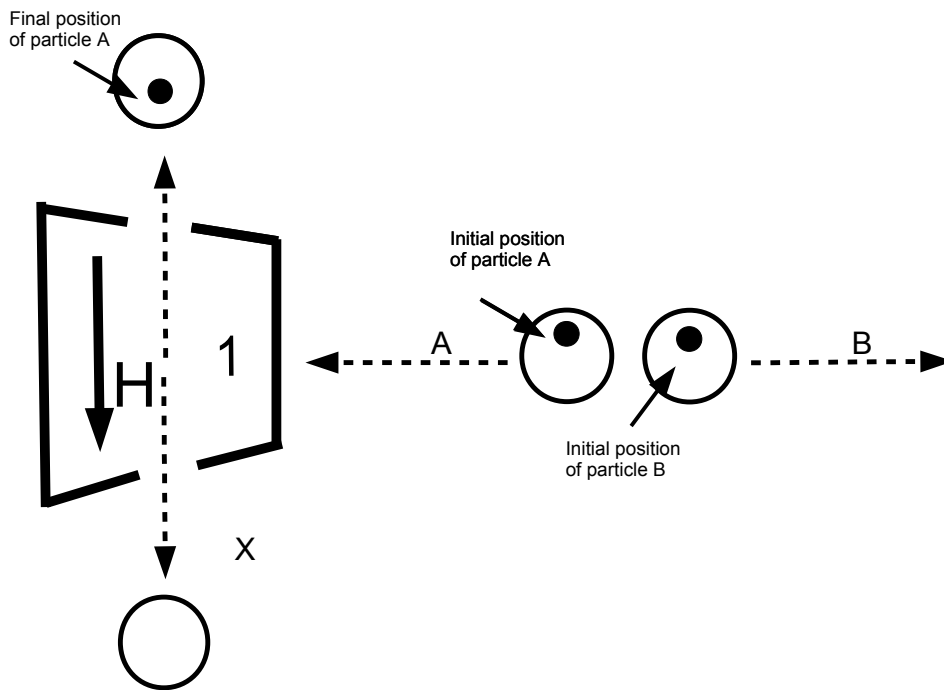 Final position
of particle A
Initial position
of particle A
A
B
H
1
Initial position
of particle B
X